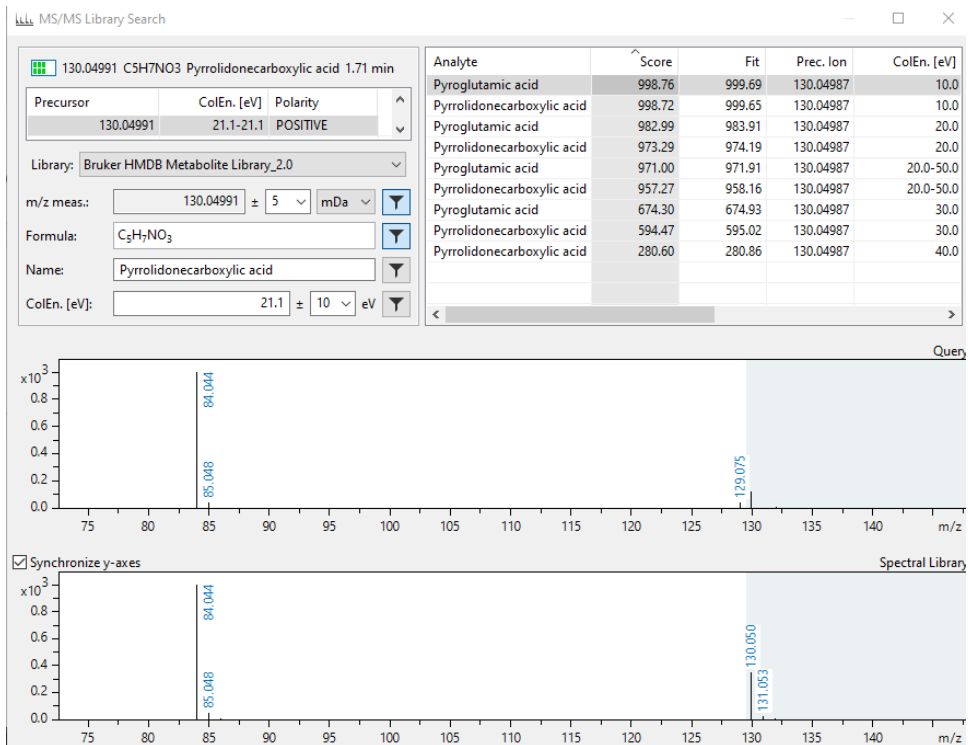 MS/MS Library Search
130.04991 C5H7NO3 Pyrrolidonecarboxylic acid 1.71 min
Precursor ColEn. [eV] Polarity
130.04991 21.1-21.1 POSITIVE
Library: Bruker HMDB Metabolite Library_2.0
m/z meas.: 130.04991 ± 5 mDa
Formula: C₅H₇NO₃
Name: Pyrrolidonecarboxylic acid
ColEn. [eV]: 21.1 ± 10 eV
Analyte Score Fit Prec. Ion ColEn. [eV]
Pyroglutamic acid 998.76 999.69 130.04987 10.0
Pyrrolidonecarboxylic acid 998.72 999.65 130.04987 10.0
Pyroglutamic acid 982.99 983.91 130.04987 20.0
Pyrrolidonecarboxylic acid 973.29 974.19 130.04987 20.0
Pyroglutamic acid 971.00 971.91 130.04987 20.0-50.0
Pyrrolidonecarboxylic acid 957.27 958.16 130.04987 20.0-50.0
Pyroglutamic acid 674.30 674.93 130.04987 30.0
Pyrrolidonecarboxylic acid 594.47 595.02 130.04987 30.0
Pyrrolidonecarboxylic acid 280.60 280.86 130.04987 40.0
Query
x10³
0.8
0.6
0.4
0.2
0.0
84.044
85.048
129.075
75 80 85 90 95 100 105 110 115 120 125 130 135 140 m/z
Synchronize y-axes Spectral Library
x10³
0.8
0.6
0.4
0.2
0.0
84.044
85.048
130.050
131.053
75 80 85 90 95 100 105 110 115 120 125 130 135 140 m/z